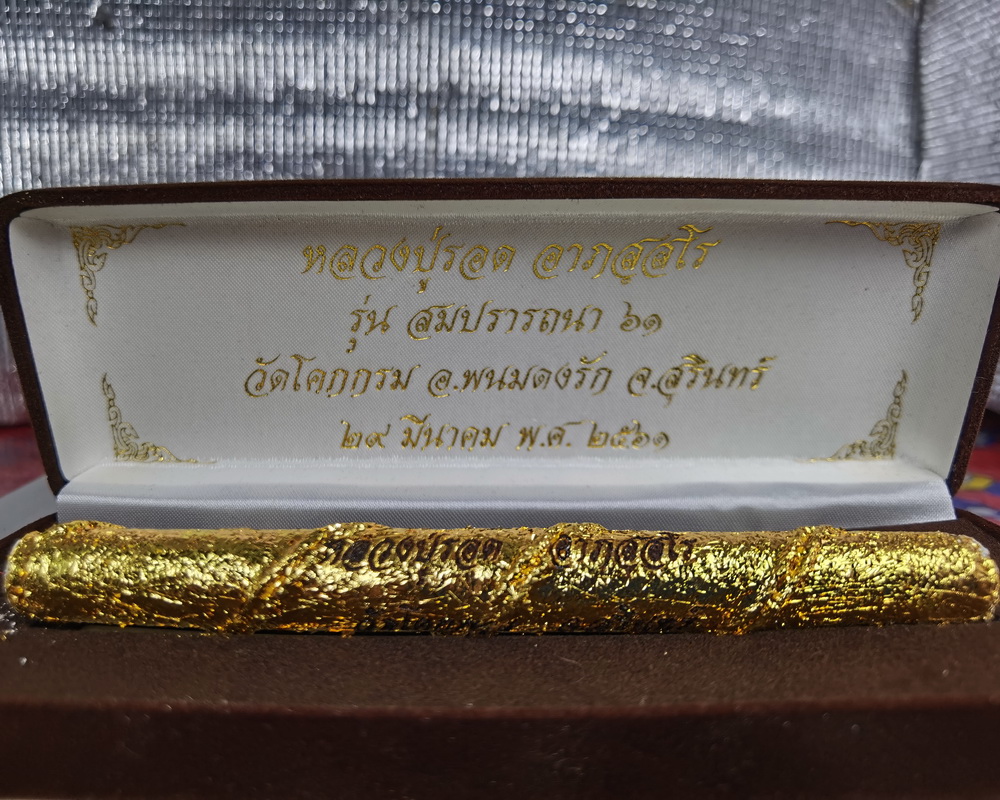 หลวงปู่รอด อาภสฺสโร
รุ่น สมปรารถนา ๖๑
วัดโคกกรม อ.พนมดงรัก จ.สุรินทร์
๒๙ มีนาคม พ.ศ. ๒๕๖๑
หลวงปู่รอด อาภสฺสโร